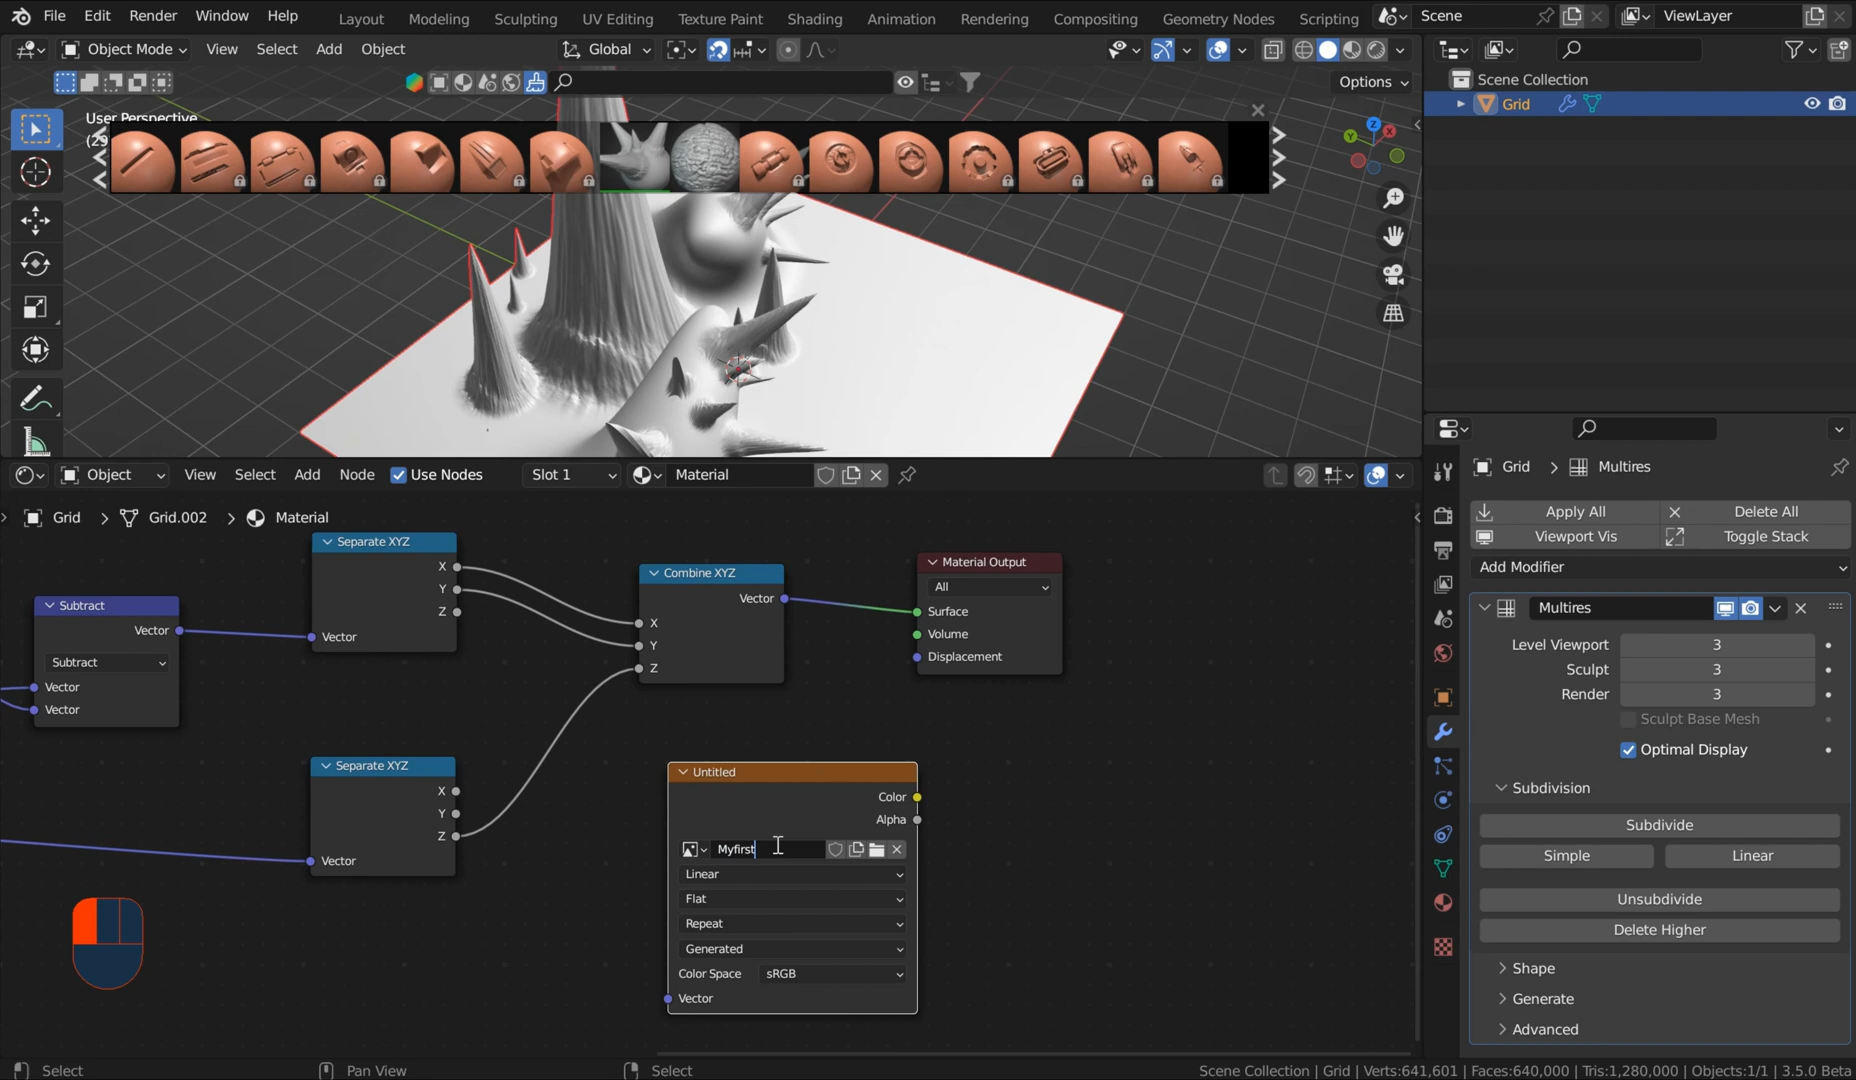 File Edit Render Window Help Layout Modeling Sculpting UV Editing Texture Paint Shading Animation Rendering Compositing Geometry Nodes Scripting Scene ViewLayer
Object Mode View Select Add Object Global
Options
Scene Collection
Grid
User Perspective
(29
Object View Select Add Node Use Nodes Slot 1 Material
Grid > Grid.002 > Material
Separate XYZ
X
Y
Z
Vector
Subtract
Vector
Subtract
Vector
Vector
Combine XYZ
Vector
X
Y
Z
Material Output
All
Surface
Volume
Displacement
Separate XYZ
X
Y
Z
Vector
Untitled
Color
Alpha
Myfirst
Linear
Flat
Repeat
Generated
Color Space sRGB
Vector
Grid > Multires
Apply All Delete All
Viewport Vis Toggle Stack
Add Modifier
Multires
Level Viewport 3
Sculpt 3
Render 3
Sculpt Base Mesh
Optimal Display
Subdivision
Subdivide
Simple Linear
Unsubdivide
Delete Higher
Shape
Generate
Advanced
Select Pan View Select Scene Collection | Grid | Verts:641,601 | Faces:640,000 | Tris:1,280,000 | Objects:1/1 | 3.5.0 Beta